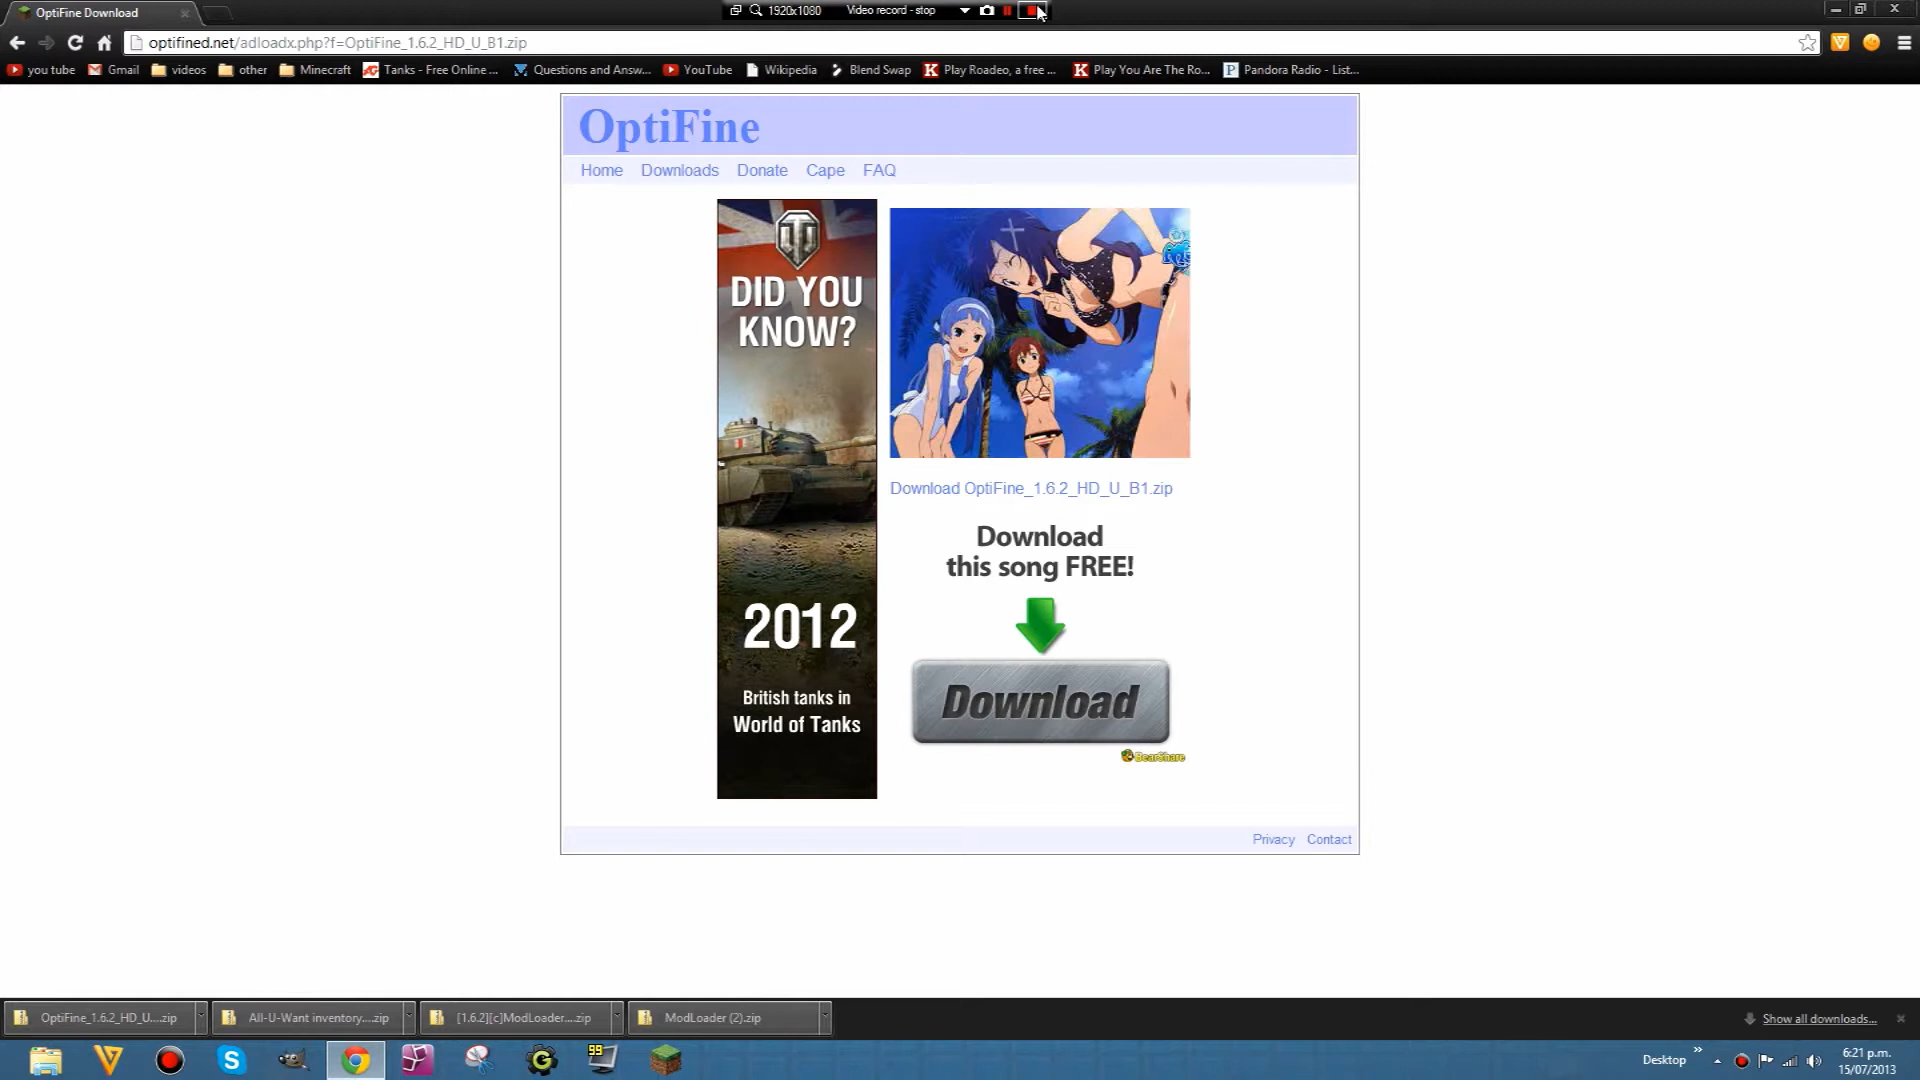 OptiFine Download
1920x1080 Video record - stop
optifined.net/adloadx.php?f=OptiFine_1.6.2_HD_U_B1.zip
you tube Gmail videos other Minecraft Tanks - Free Online ... Questions and Answ... YouTube Wikipedia Blend Swap Play Roadeo, a free ... Play You Are The Ro... Pandora Radio - List...
OptiFine
Home Downloads Donate Cape FAQ
DID YOU
KNOW?
2012
British tanks in
World of Tanks
Download OptiFine_1.6.2_HD_U_B1.zip
Download
this song FREE!
Download
BearShare
Privacy Contact
OptiFine_1.6.2_HD_U....zip All-U-Want inventory....zip [1.6.2][c]ModLoader....zip ModLoader (2).zip Show all downloads...
99
Desktop
6:21 p.m.
15/07/2013